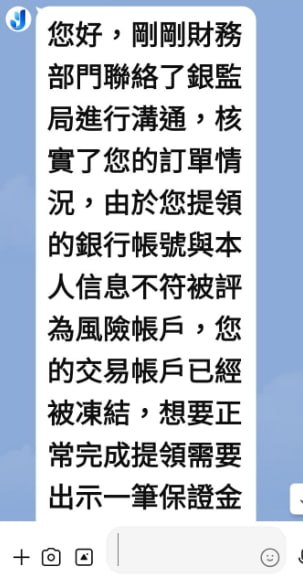 您好，剛剛財務
部門聯絡了銀監
局進行溝通，核
實了您的訂單情
況，由於您提領
的銀行帳號與本
人信息不符被評
為風險帳戶，您
的交易帳戶已經
被凍結，想要正
常完成提領需要
出示一筆保證金